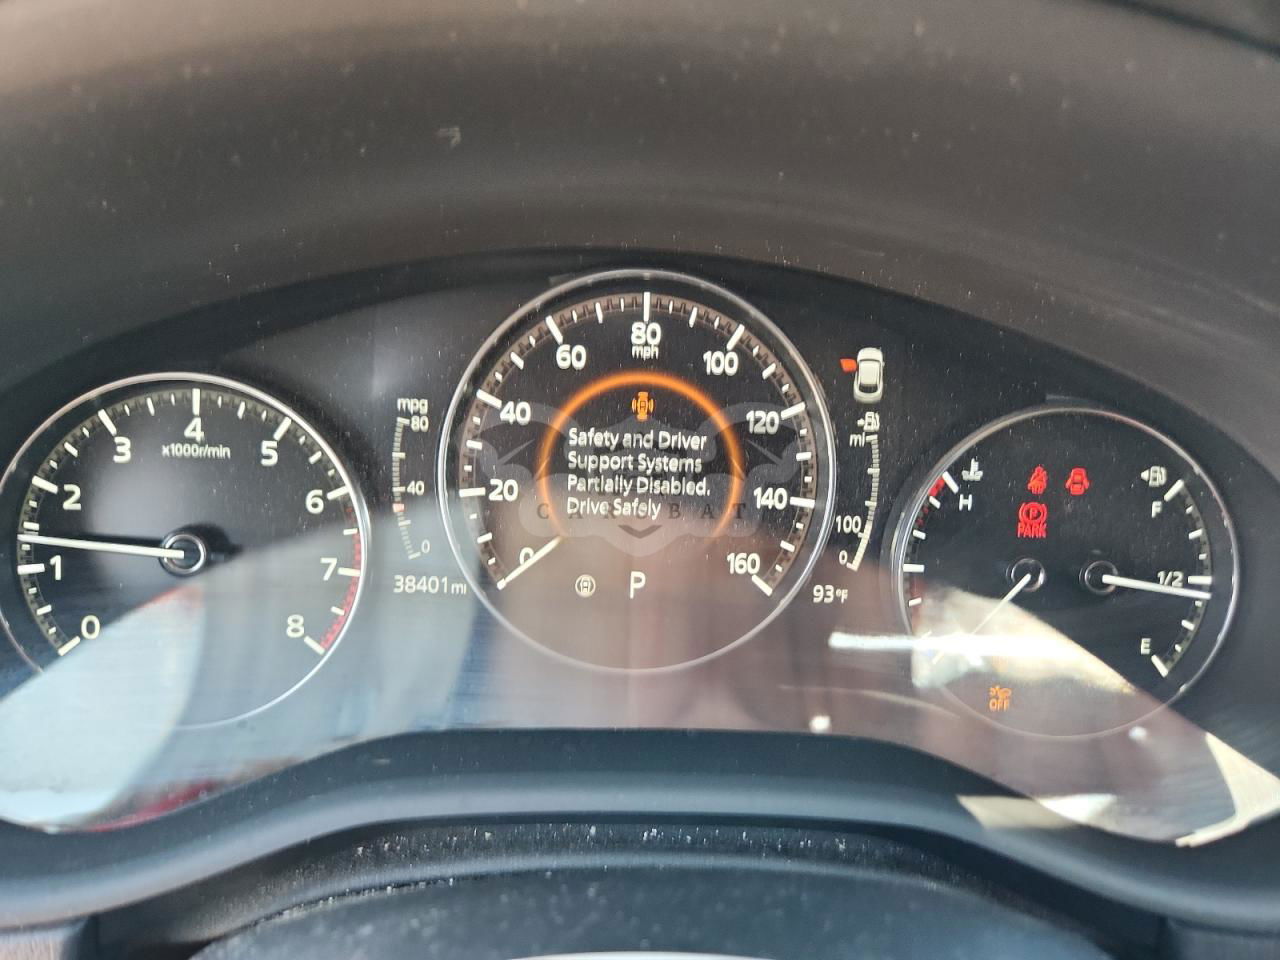 0
1
2
3
4
x1000r/min
5
6
7
8
mpg
80
40
0
38401 mi
0
20
40
60
80
mph
100
120
140
160
Safety and Driver
Support Systems
Partially Disabled.
Drive Safely
P
mi
100
0
93°F
H
P
PARK
OFF
F
1/2
E